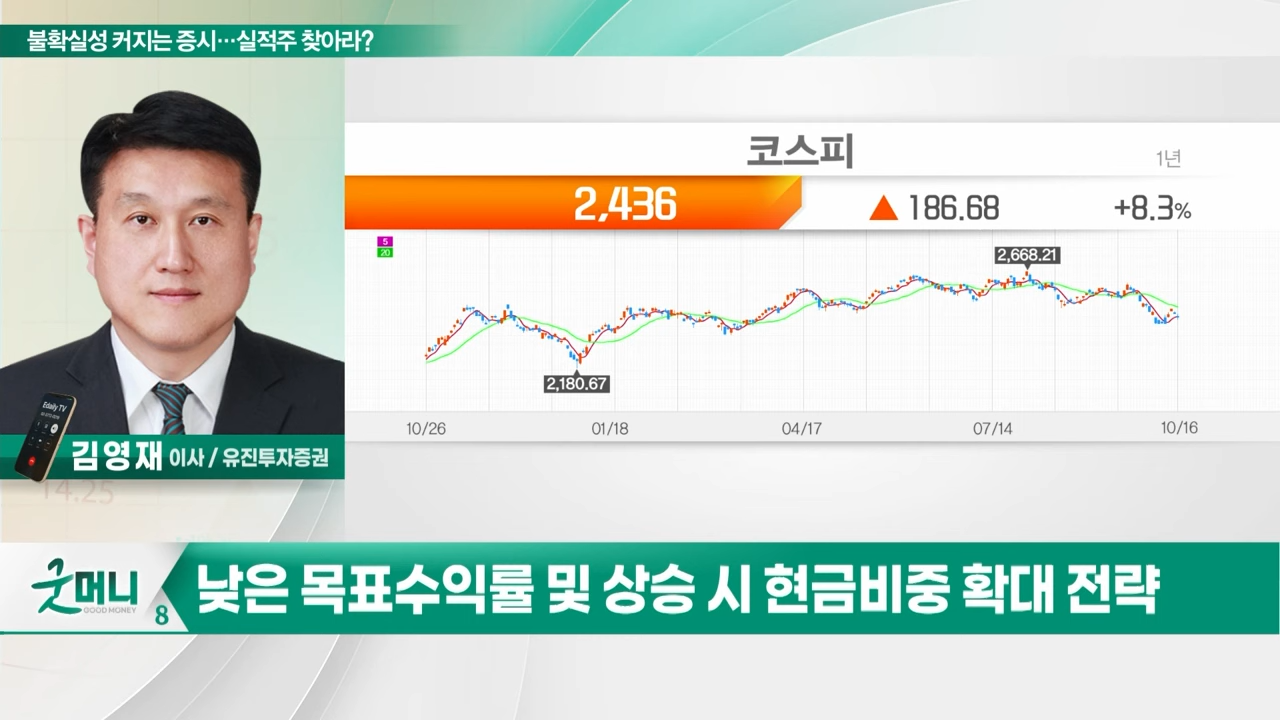 불확실성 커지는 증시…실적주 찾아라?
코스피
1년
2,436 ▲ 186.68 +8.3%
5
20
2,668.21
2,180.67
10/26 01/18 04/17 07/14 10/16
Edaily TV
김영재 이사 / 유진투자증권
14.25
굿머니
GOOD MONEY
8
낮은 목표수익률 및 상승 시 현금비중 확대 전략